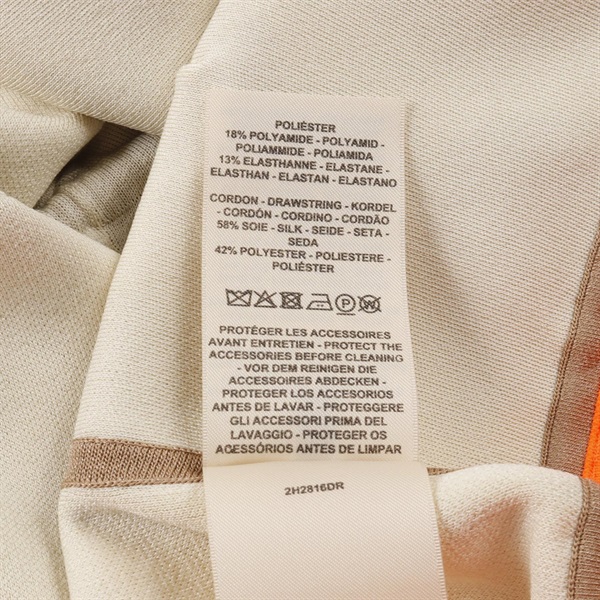 POLIÉSTER
18% POLYAMIDE - POLYAMID -
POLIAMMIDE - POLIAMIDA
13% ELASTHANNE - ELASTANE -
ELASTHAN - ELASTAN - ELASTANO
CORDON - DRAWSTRING - KORDEL
- CORDÓN - CORDINO - CORDÃO
58% SOIE - SILK - SEIDE - SETA -
SEDA
42% POLYESTER - POLIESTERE -
POLIÉSTER
PROTÉGER LES ACCESSOIRES
AVANT ENTRETIEN - PROTECT THE
ACCESSORIES BEFORE CLEANING
- VOR DEM REINIGEN DIE
ACCESSOIRES ABDECKEN -
PROTEGER LOS ACCESORIOS
ANTES DE LAVAR - PROTEGGERE
GLI ACCESSORI PRIMA DEL
LAVAGGIO - PROTEGER OS
ACESSÓRIOS ANTES DE LIMPAR
2H2816DR